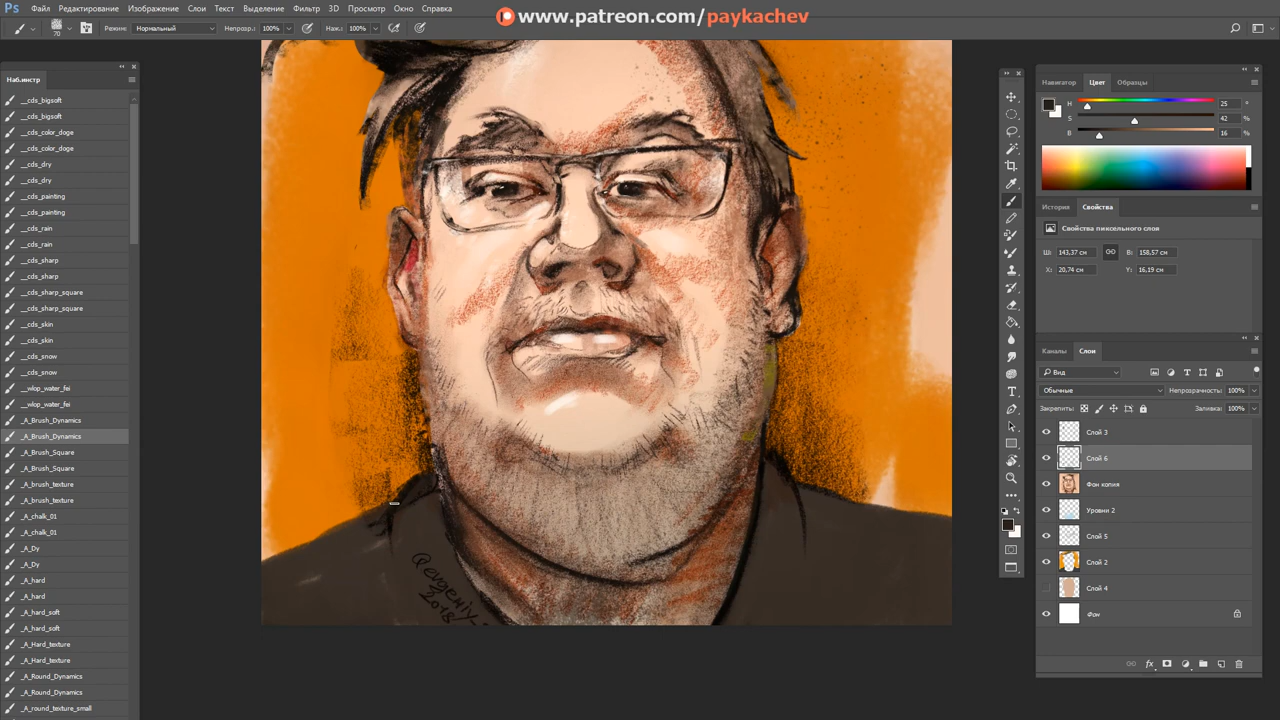 www.patreon.com/paykachev
Ps Файл Редактирование Изображение Слои Текст Выделение Фильтр 3D Просмотр Окно Справка
70 Режим: Нормальный Непрозр.: 100% Наж.: 100%
Наб.инстр
__cds_bigsoft
__cds_bigsoft
__cds_color_doge
__cds_color_doge
__cds_dry
__cds_dry
__cds_painting
__cds_painting
__cds_rain
__cds_rain
__cds_sharp
__cds_sharp
__cds_sharp_square
__cds_sharp_square
__cds_skin
__cds_skin
__cds_snow
__cds_snow
__wlop_water_fei
__wlop_water_fei
_A_Brush_Dynamics
_A_Brush_Dynamics
_A_Brush_Square
_A_Brush_Square
_A_brush_texture
_A_brush_texture
_A_chalk_01
_A_chalk_01
_A_Dy
_A_Dy
_A_hard
_A_hard
_A_hard_soft
_A_hard_soft
_A_Hard_texture
_A_Hard_texture
_A_Round_Dynamics
_A_Round_Dynamics
_A_round_texture_small
2018
Навигатор Цвет Образцы
H 25 °
S 42 %
B 16 %
История Свойства
Свойства пиксельного слоя
Ш: 143,37 см В: 158,57 см
X: 20,74 см Y: 16,19 см
Каналы Слои
Вид
Обычные Непрозрачность: 100%
Закрепить: Заливка: 100%
Слой 3
Слой 6
Фон копия
Уровни 2
Слой 5
Слой 2
Слой 4
Фон
fx